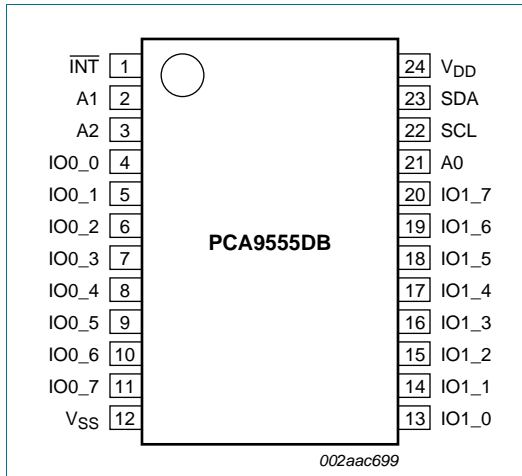 INT 1
A1 2
A2 3
IO0_0 4
IO0_1 5
IO0_2 6
IO0_3 7
IO0_4 8
IO0_5 9
IO0_6 10
IO0_7 11
VSS 12
PCA9555DB
24 VDD
23 SDA
22 SCL
21 A0
20 IO1_7
19 IO1_6
18 IO1_5
17 IO1_4
16 IO1_3
15 IO1_2
14 IO1_1
13 IO1_0
002aac699